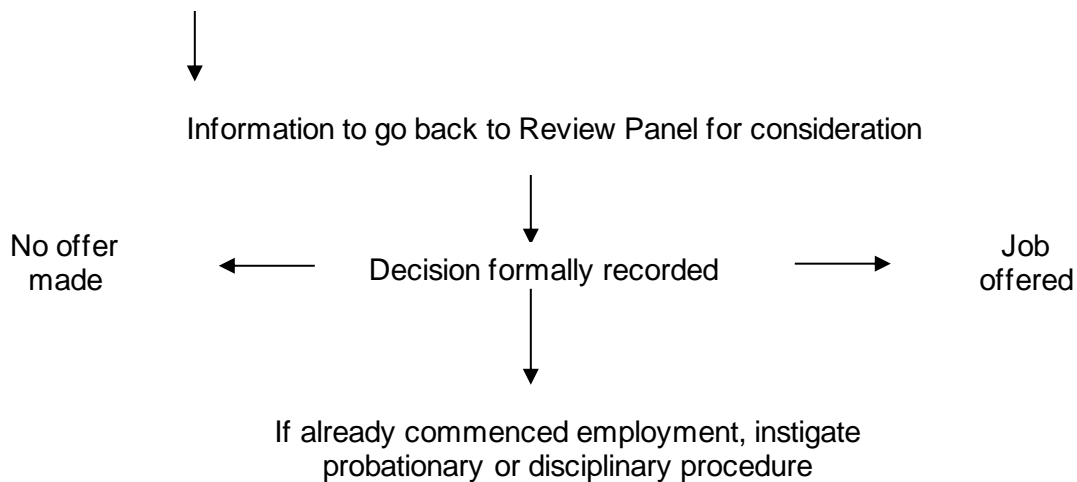 Information to go back to Review Panel for consideration
No offer
made
Decision formally recorded
Job
offered
If already commenced employment, instigate
probationary or disciplinary procedure